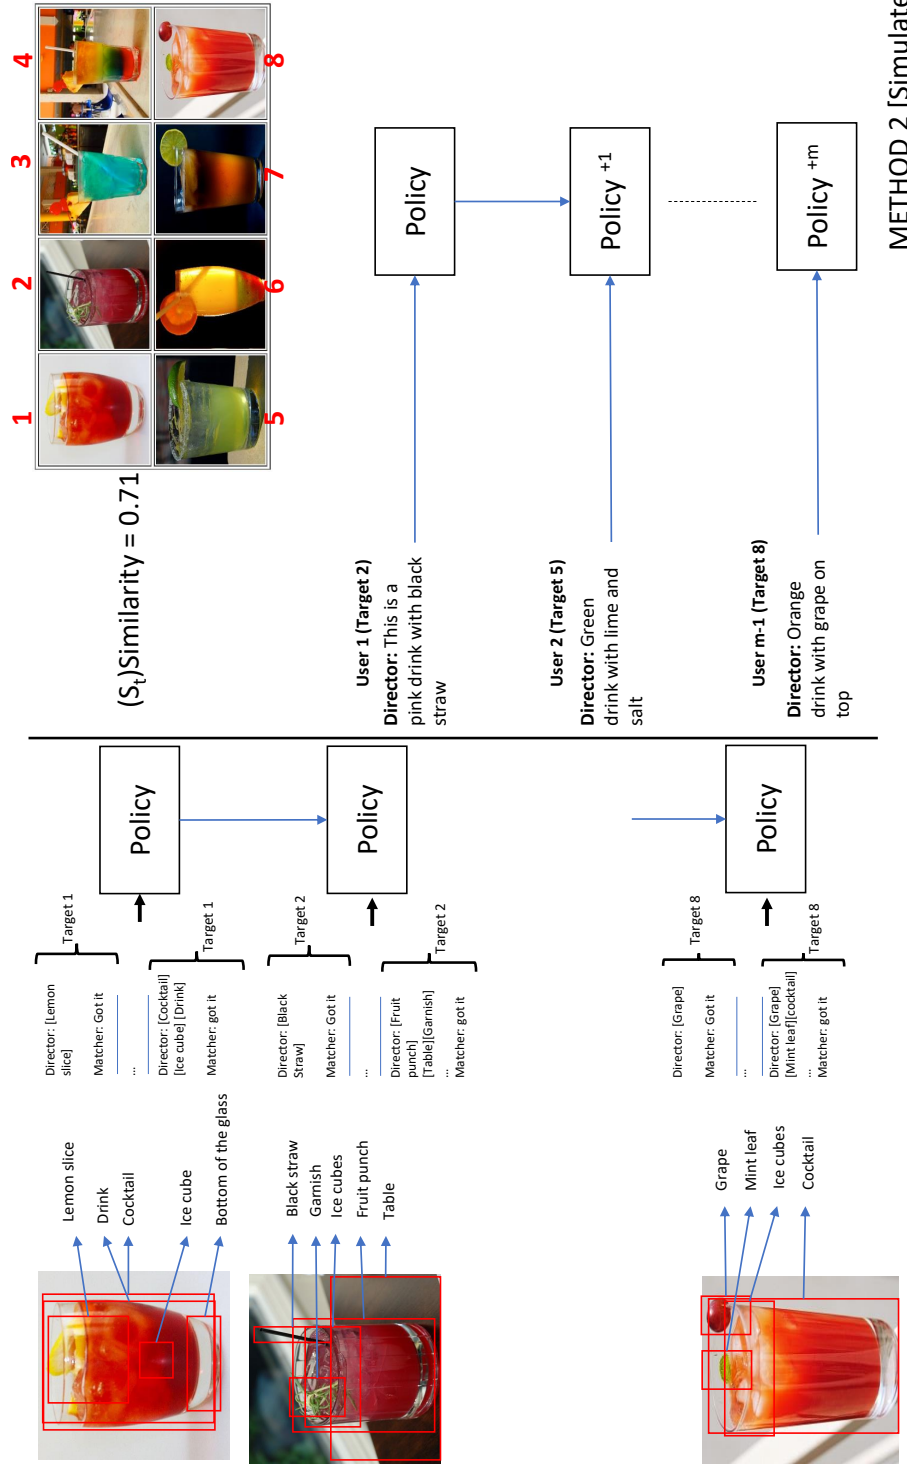 Lemon slice
Drink
Cocktail
Ice cube
Bottom of the glass
Director: [Lemon
slice]
Matcher: Got it
...
Director: [Cocktail]
[Ice cube] [Drink]
Matcher: got it
Target 1
Target 1
Policy
Black straw
Garnish
Ice cubes
Fruit punch
Table
Director: [Black
Straw]
Matcher: Got it
...
Director: [Fruit
punch]
[Table][Garnish]
...
Matcher: got it
Target 2
Target 2
Policy
Grape
Mint leaf
Ice cubes
Cocktail
Director: [Grape]
Matcher: Got it
...
Director: [Grape]
[Mint leaf][cocktail]
...
Matcher: got it
Target 8
Target 8
Policy
(St)Similarity = 0.71
1 2 3 4
5 6 7 8
User 1 (Target 2)
Director: This is a
pink drink with black
straw
Policy
User 2 (Target 5)
Director: Green
drink with lime and
salt
Policy +1
User m-1 (Target 8)
Director: Orange
drink with grape on
top
Policy +m
METHOD 2 [Simulate